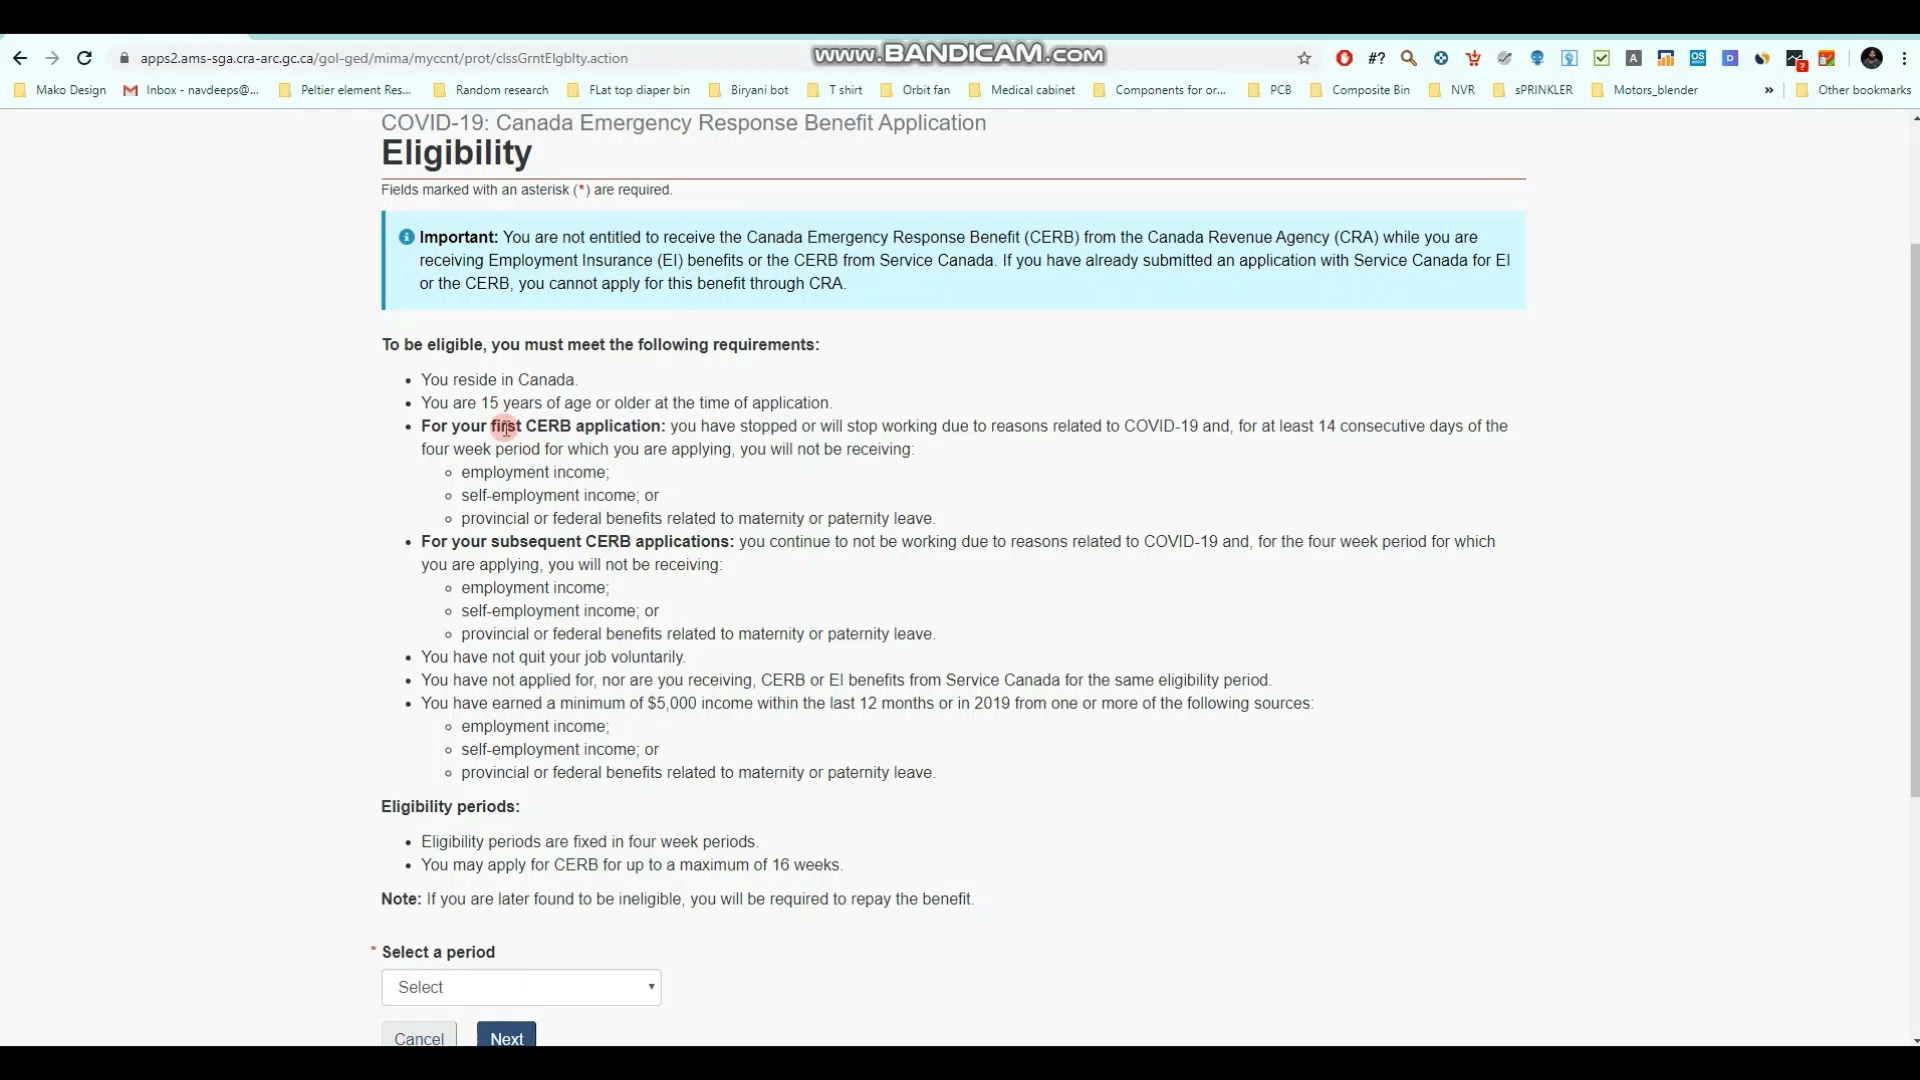 apps2.ams-sga.cra-arc.gc.ca/gol-ged/mima/myccnt/prot/clssGrntElgblty.action
www.BANDICAM.com
#?
Mako Design
Inbox - navdeeps@...
Peltier element Res...
Random research
FLat top diaper bin
Biryani bot
T shirt
Orbit fan
Medical cabinet
Components for or...
PCB
Composite Bin
NVR
sPRINKLER
Motors_blender
»
Other bookmarks
COVID-19: Canada Emergency Response Benefit Application
Eligibility
Fields marked with an asterisk (*) are required.
Important: You are not entitled to receive the Canada Emergency Response Benefit (CERB) from the Canada Revenue Agency (CRA) while you are
receiving Employment Insurance (EI) benefits or the CERB from Service Canada. If you have already submitted an application with Service Canada for EI
or the CERB, you cannot apply for this benefit through CRA.
To be eligible, you must meet the following requirements:
• You reside in Canada.
• You are 15 years of age or older at the time of application.
• For your first CERB application: you have stopped or will stop working due to reasons related to COVID-19 and, for at least 14 consecutive days of the
four week period for which you are applying, you will not be receiving:
◦ employment income;
◦ self-employment income; or
◦ provincial or federal benefits related to maternity or paternity leave.
• For your subsequent CERB applications: you continue to not be working due to reasons related to COVID-19 and, for the four week period for which
you are applying, you will not be receiving:
◦ employment income;
◦ self-employment income; or
◦ provincial or federal benefits related to maternity or paternity leave.
• You have not quit your job voluntarily.
• You have not applied for, nor are you receiving, CERB or EI benefits from Service Canada for the same eligibility period.
• You have earned a minimum of $5,000 income within the last 12 months or in 2019 from one or more of the following sources:
◦ employment income;
◦ self-employment income; or
◦ provincial or federal benefits related to maternity or paternity leave.
Eligibility periods:
• Eligibility periods are fixed in four week periods.
• You may apply for CERB for up to a maximum of 16 weeks.
Note: If you are later found to be ineligible, you will be required to repay the benefit.
* Select a period
Select
Cancel
Next